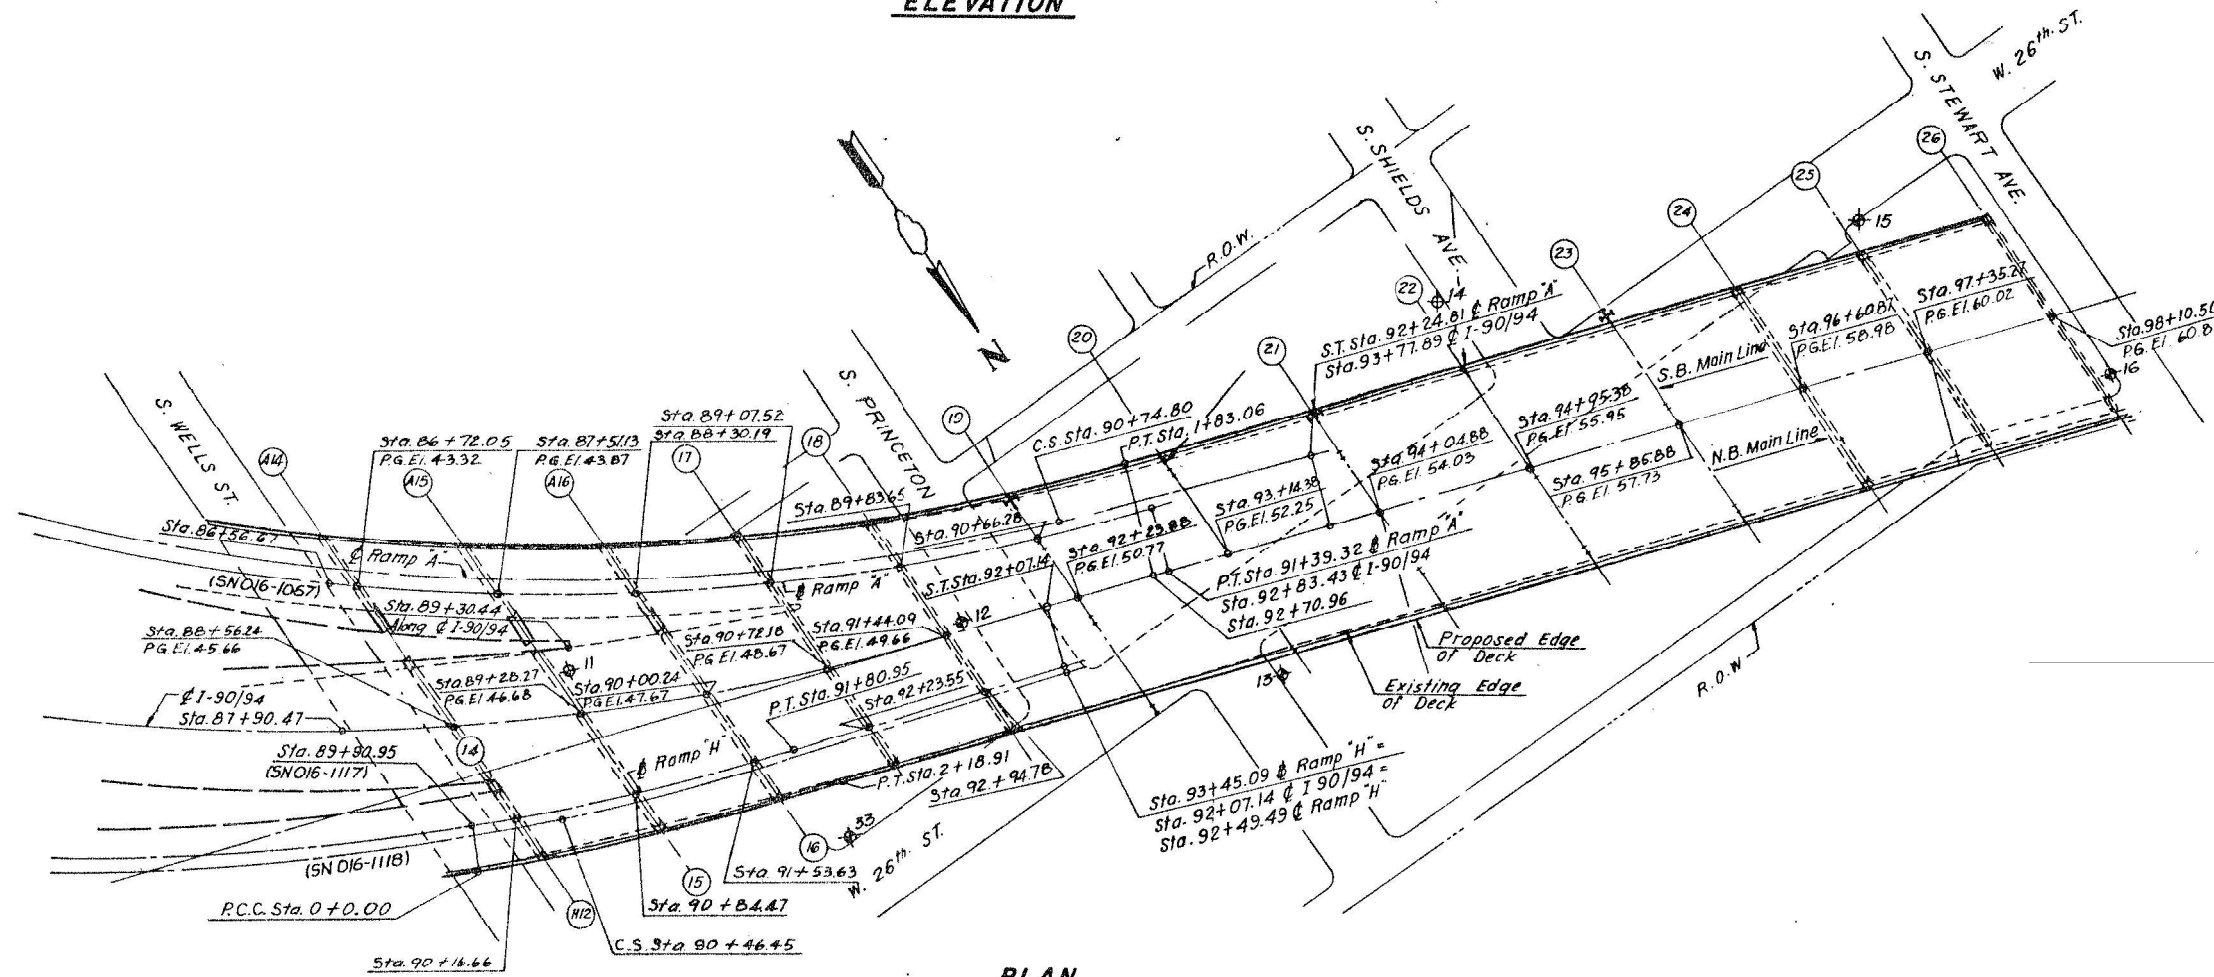 ELEVATION
W. 26th. ST.
S. STEWART AVE.
26
25
15
24
S. SHIELDS AVE.
R.O.W.
23
22
14
N
20
21
S.T. Sta. 92+24.81 ℄ Ramp "A"
Sta. 93+77.89 ℄ I-90/94
Sta. 97+35.27
P.G.El. 60.02
Sta. 96+60.87
P.G.El. 58.98
Sta. 98+10.50
P.G. El. 60.8
16
S.B. Main Line
N.B. Main Line
S. WELLS ST.
S. PRINCETON
19
18
17
Sta. 89+07.52
Sta. 88+30.19
Sta. 86+72.05
P.G.El. 43.32
Sta. 87+51.13
P.G.El. 43.87
A14
A15
A16
C.S. Sta. 90+74.80
P.T. Sta. 1+83.06
Sta. 94+95.38
P.G.El. 55.95
Sta. 94+04.88
P.G.El. 54.03
Sta. 95+86.88
P.G.El. 57.73
Sta. 93+14.38
P.G.El. 52.25
Sta. 89+83.65
Sta. 90+66.28
Sta. 92+23.88
P.G.El. 50.77
S.T. Sta. 92+07.14
Sta. 86+56.67
℄ Ramp "A"
(SN016-1067)
Ramp "A"
P.T. Sta. 91+39.32 Ramp "A"
Sta. 92+83.43 ℄ I-90/94
Sta. 92+70.96
Sta. 89+30.44
Along ℄ I-90/94
12
Sta. 88+56.24
P.G.El. 45.66
11
Sta. 90+72.18
P.G.El. 48.67
Sta. 91+44.09
P.G.El. 49.66
Sta. 89+28.27
P.G.El. 46.68
Sta. 90+00.24
P.G.El. 47.67
P.T. Sta. 91+80.95
Sta. 92+23.55
℄ I-90/94
Sta. 87+90.47
13
Proposed Edge
of Deck
Existing Edge
of Deck
R.O.W
14
Sta. 89+90.95
(SN016-1117)
Ramp "H"
P.T. Sta. 2+18.91
Sta. 92+94.78
Sta. 93+45.09 Ramp "H" =
Sta. 92+07.14 ℄ I 90/94 =
Sta. 92+49.49 ℄ Ramp "H"
33
(SN 016-1118)
16
15
Sta. 91+53.63
W. 26th. ST.
P.C.C. Sta. 0+0.00
H12
Sta. 90+84.47
C.S. Sta 90+46.45
Sta. 90+16.66
PLAN